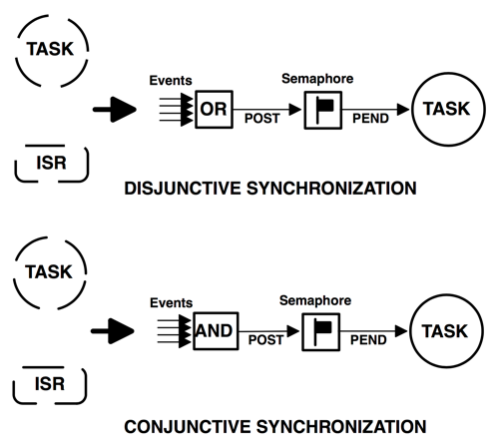 TASK
Events
Semaphore
OR
POST
PEND
TASK
ISR
DISJUNCTIVE SYNCHRONIZATION
TASK
Events
Semaphore
AND
POST
PEND
TASK
ISR
CONJUNCTIVE SYNCHRONIZATION